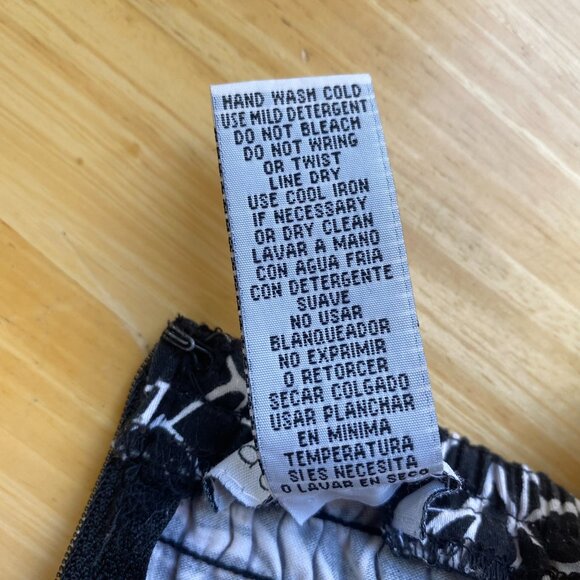 HAND WASH COLD
USE MILD DETERGENT
DO NOT BLEACH
DO NOT WRING
OR TWIST
LINE DRY
USE COOL IRON
IF NECESSARY
OR DRY CLEAN
LAVAR A MANO
CON AGUA FRIA
CON DETERGENTE
SUAVE
NO USAR
BLANQUEADOR
NO EXPRIMIR
O RETORCER
SECAR COLGADO
USAR PLANCHAR
EN MINIMA
TEMPERATURA
SI ES NECESITA
O LAVAR EN SECO